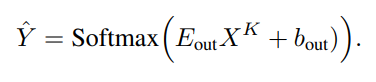 Ŷ = Softmax(E_out X^K + b_out)).